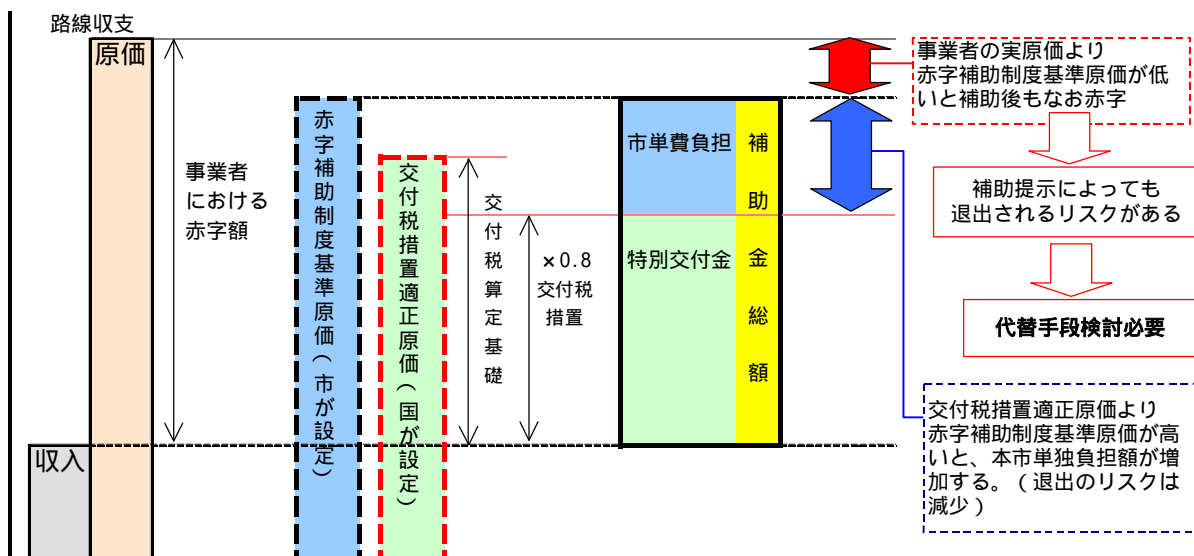 路線収支
原価
収入
事業者
における
赤字額
赤字補助制度基準原価(市が設定)
交付税措置適正原価(国が設定)
交付税算定基礎
×0.8
交付税
措置
市単費負担
特別交付金
補助金総額
事業者の実原価より
赤字補助制度基準原価が低
いと補助後もなお赤字
補助提示によっても
退出されるリスクがある
代替手段検討必要
交付税措置適正原価より
赤字補助制度基準原価が高
いと、本市単独負担額が増
加する。(退出のリスクは
減少)